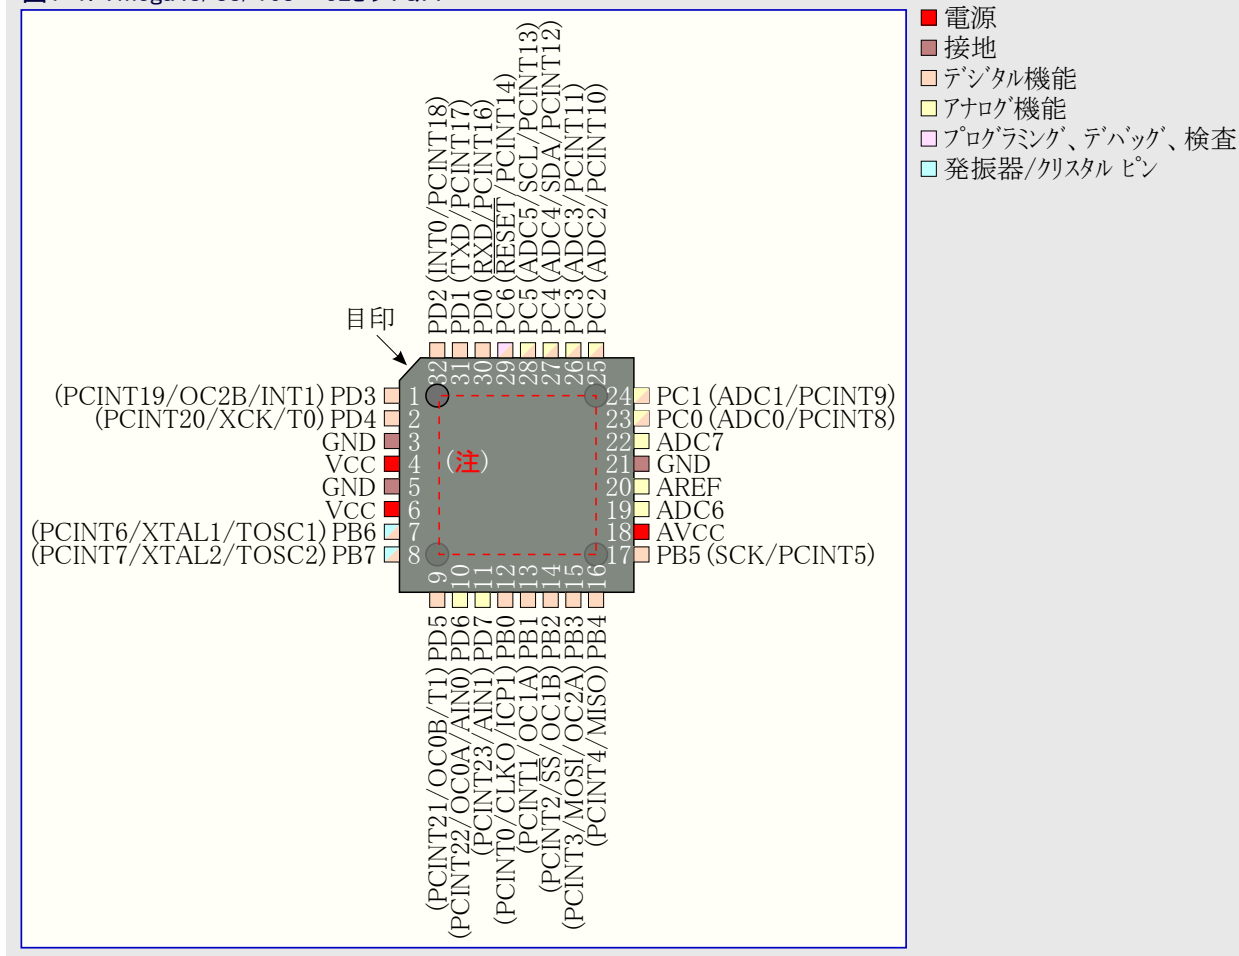 電源
接地
デジタル機能
アナログ機能
プログラミング、デバッグ、検査
発振器/クリスタル ピン
PD2 (INT0/PCINT18)
PD1 (TXD/PCINT17)
PD0 (RXD/PCINT16)
PC6 (RESET/PCINT14)
PC5 (ADC5/SCL/PCINT13)
PC4 (ADC4/SDA/PCINT12)
PC3 (ADC3/PCINT11)
PC2 (ADC2/PCINT10)
目印
32 31 30 29 28 27 26 25
(PCINT19/OC2B/INT1) PD3 1
(PCINT20/XCK/T0) PD4 2
GND 3
VCC 4
GND 5
VCC 6
(PCINT6/XTAL1/TOSC1) PB6 7
(PCINT7/XTAL2/TOSC2) PB7 8
(注)
24 PC1 (ADC1/PCINT9)
23 PC0 (ADC0/PCINT8)
22 ADC7
21 GND
20 AREF
19 ADC6
18 AVCC
17 PB5 (SCK/PCINT5)
9 10 11 12 13 14 15 16
(PCINT21/OC0B/T1) PD5
(PCINT22/OC0A/AIN0) PD6
(PCINT23/AIN1) PD7
(PCINT0/CLKO/ICP1) PB0
(PCINT1/OC1A) PB1
(PCINT2/SS/OC1B) PB2
(PCINT3/MOSI/OC2A) PB3
(PCINT4/MISO) PB4